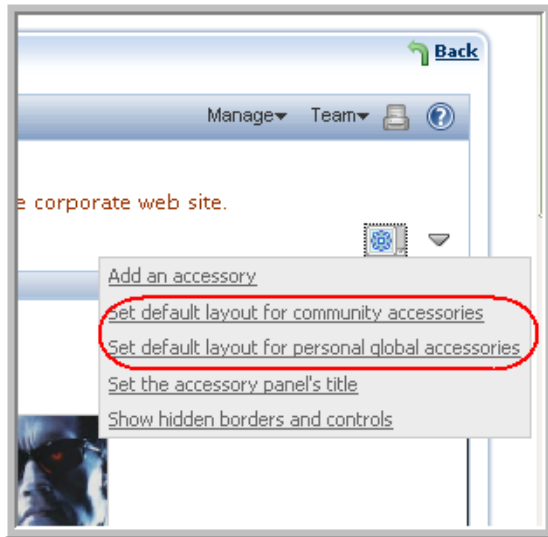 Back
Manage Team
e corporate web site.
Add an accessory
Set default layout for community accessories
Set default layout for personal global accessories
Set the accessory panel's title
Show hidden borders and controls